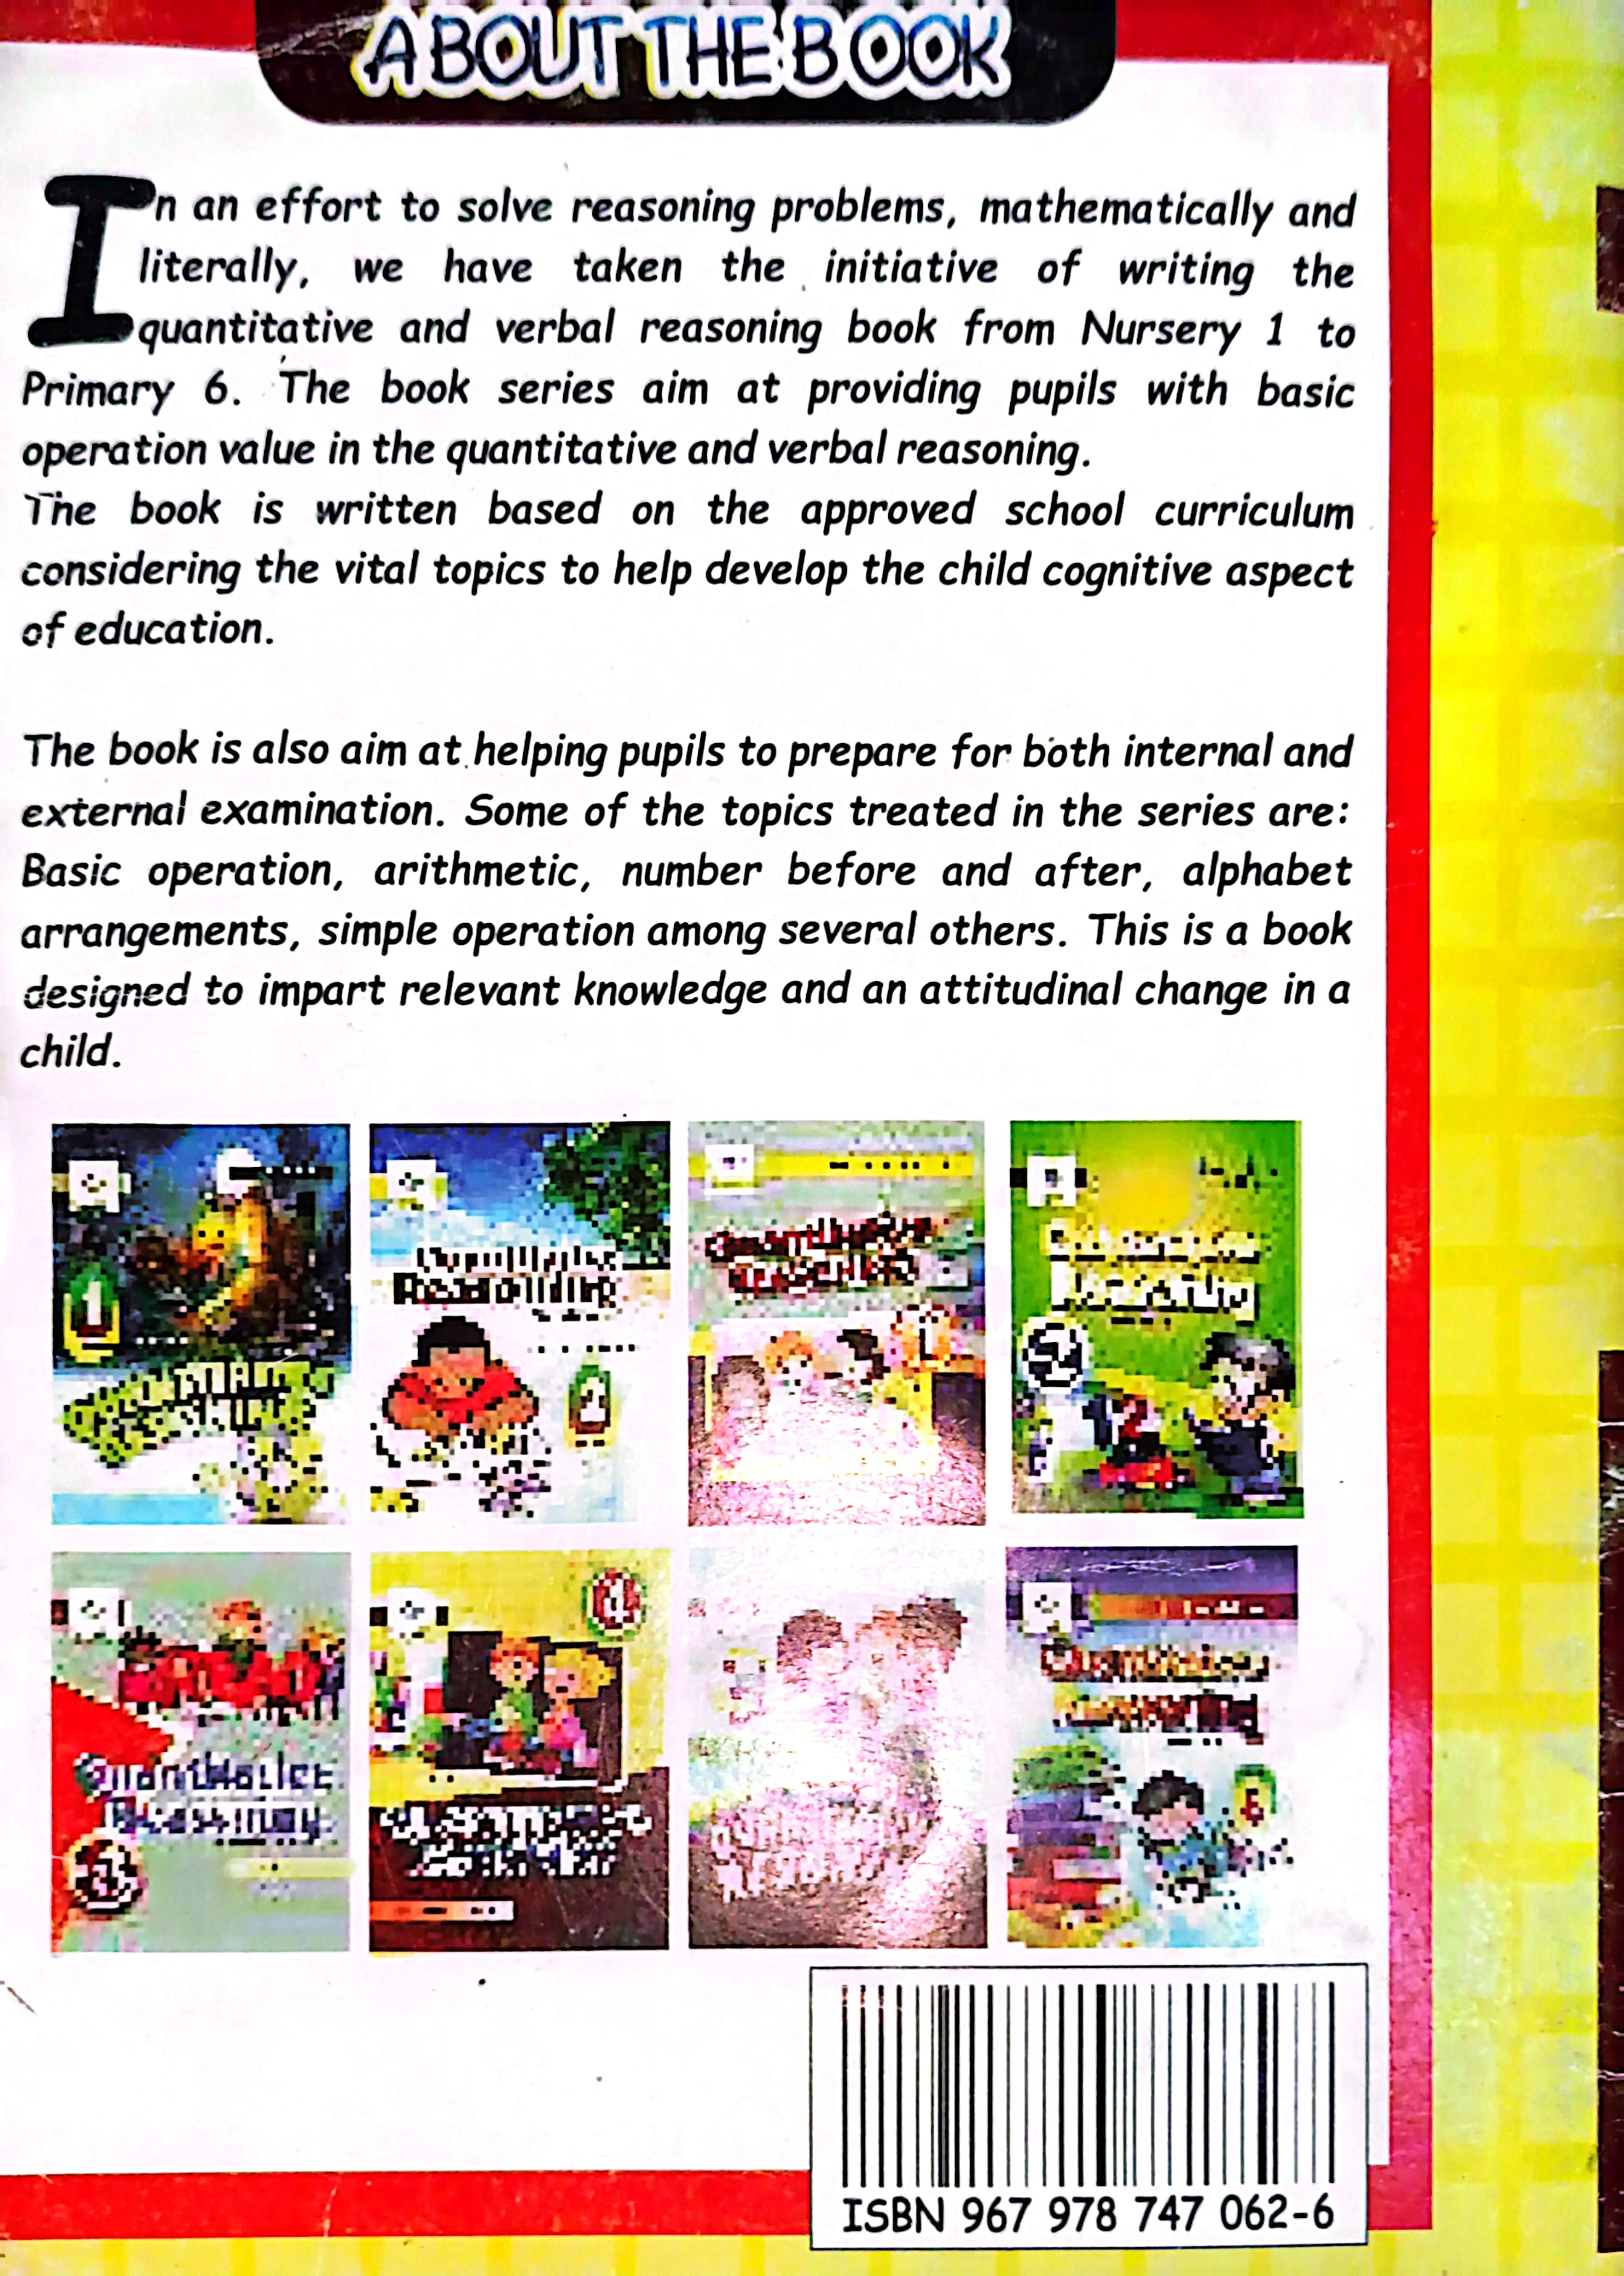 ABOUT THE BOOK
In an effort to solve reasoning problems, mathematically and
literally, we have taken the initiative of writing the
quantitative and verbal reasoning book from Nursery 1 to
Primary 6. The book series aim at providing pupils with basic
operation value in the quantitative and verbal reasoning.
The book is written based on the approved school curriculum
considering the vital topics to help develop the child cognitive aspect
of education.
The book is also aim at helping pupils to prepare for both internal and
external examination. Some of the topics treated in the series are:
Basic operation, arithmetic, number before and after, alphabet
arrangements, simple operation among several others. This is a book
designed to impart relevant knowledge and an attitudinal change in a
child.
1
2
3
ISBN 967 978 747 062-6